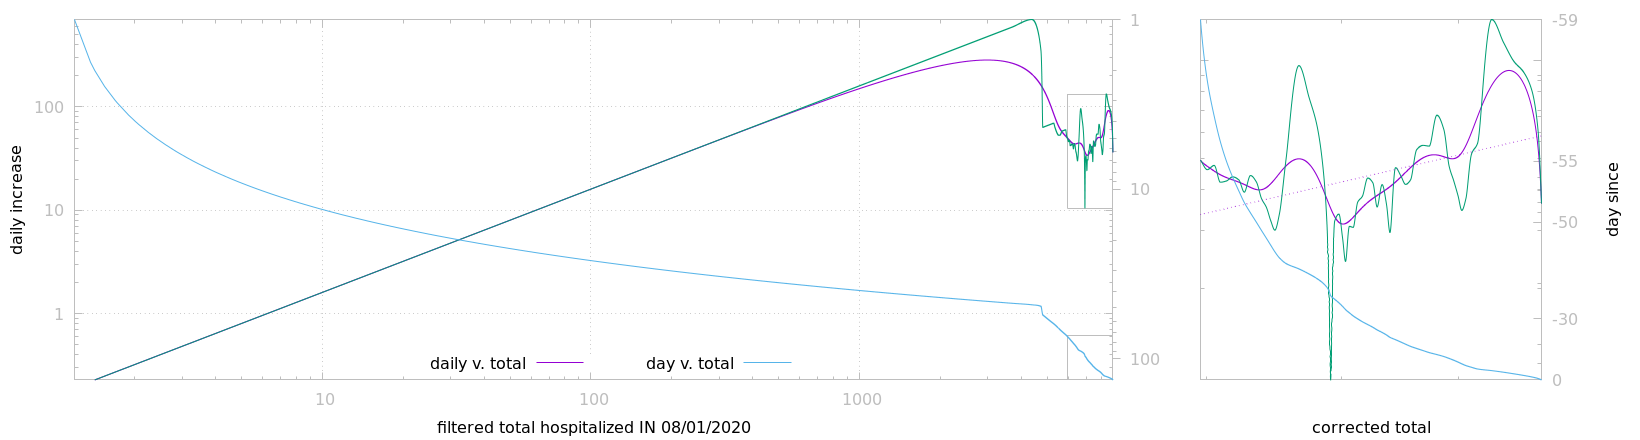 daily increase
100
10
1
10
100
1000
filtered total hospitalized IN 08/01/2020
daily v. total
day v. total
1
10
100
-59
-55
-50
-30
0
day since
corrected total